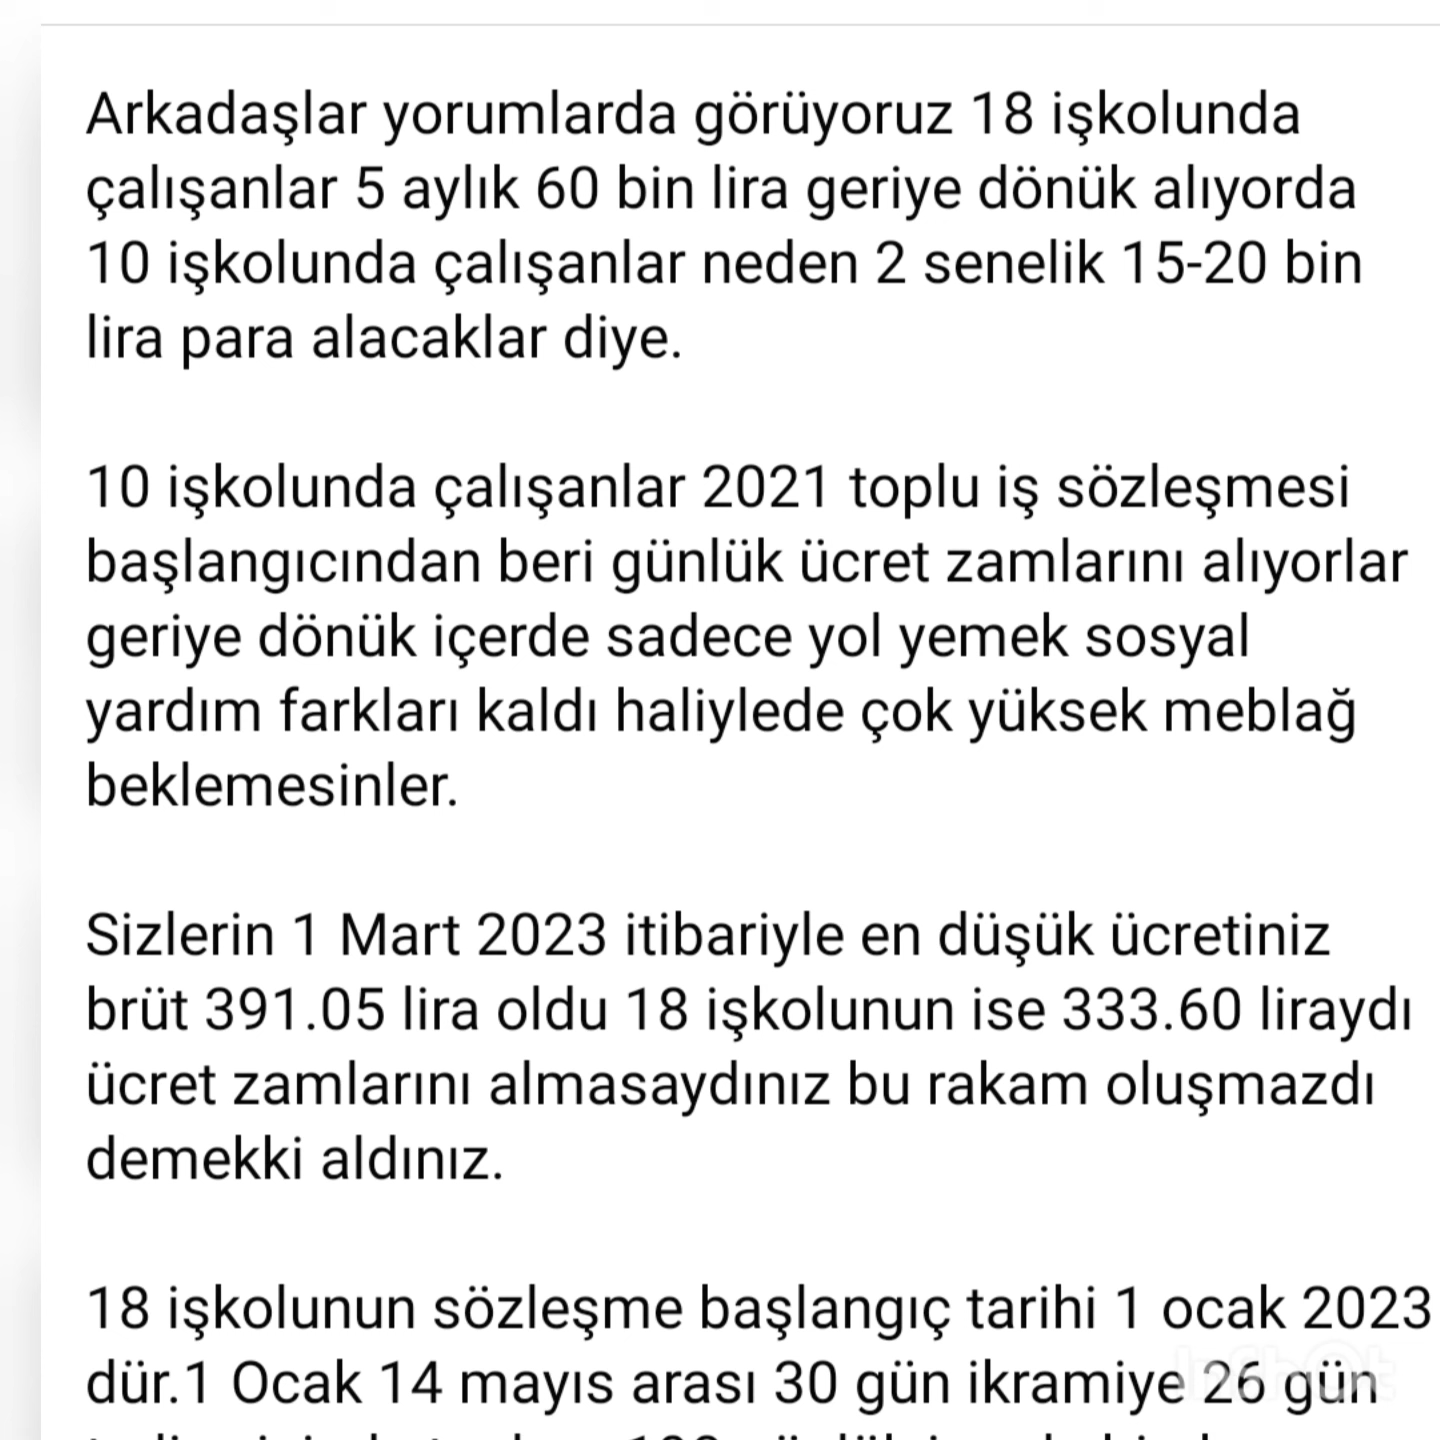 Arkadaşlar yorumlarda görüyoruz 18 işkolunda
çalışanlar 5 aylık 60 bin lira geriye dönük alıyorda
10 işkolunda çalışanlar neden 2 senelik 15-20 bin
lira para alacaklar diye.
10 işkolunda çalışanlar 2021 toplu iş sözleşmesi
başlangıcından beri günlük ücret zamlarını alıyorlar
geriye dönük içerde sadece yol yemek sosyal
yardım farkları kaldı haliylede çok yüksek meblağ
beklemesinler.
Sizlerin 1 Mart 2023 itibariyle en düşük ücretiniz
brüt 391.05 lira oldu 18 işkolunun ise 333.60 liraydı
ücret zamlarını almasaydınız bu rakam oluşmazdı
demekki aldınız.
18 işkolunun sözleşme başlangıç tarihi 1 ocak 2023
dür.1 Ocak 14 mayıs arası 30 gün ikramiye 26 gün